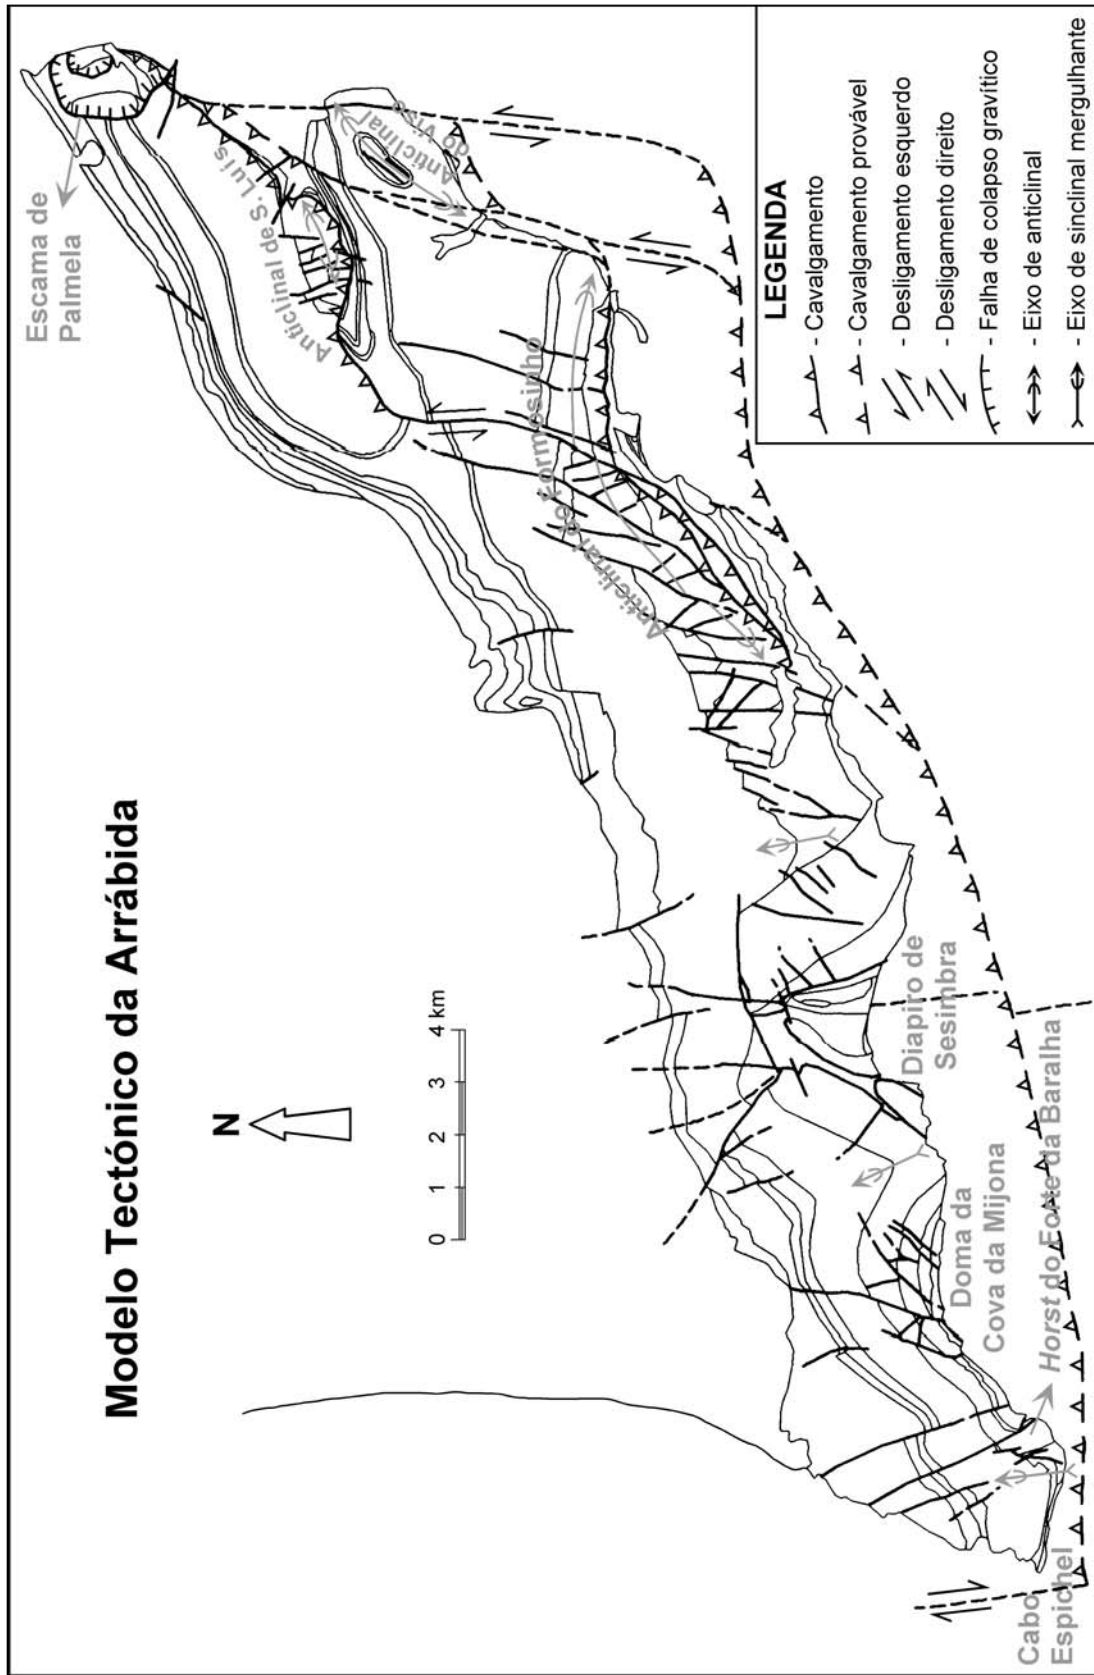 Modelo Tectónico da Arrábida
N
0 1 2 3 4 km
Escama de
Palmela
Anticlinal de S. Luís
Anticlinal
do Viso
Anticlinal do Formosinho
Diapiro de
Sesimbra
Doma da
Cova da Mijona
Horst do Forte da Baralha
Cabo
Espichel
LEGENDA
- Cavalgamento
- Cavalgamento provável
- Desligamento esquerdo
- Desligamento direito
- Falha de colapso gravítico
- Eixo de anticlinal
- Eixo de sinclinal mergulhante